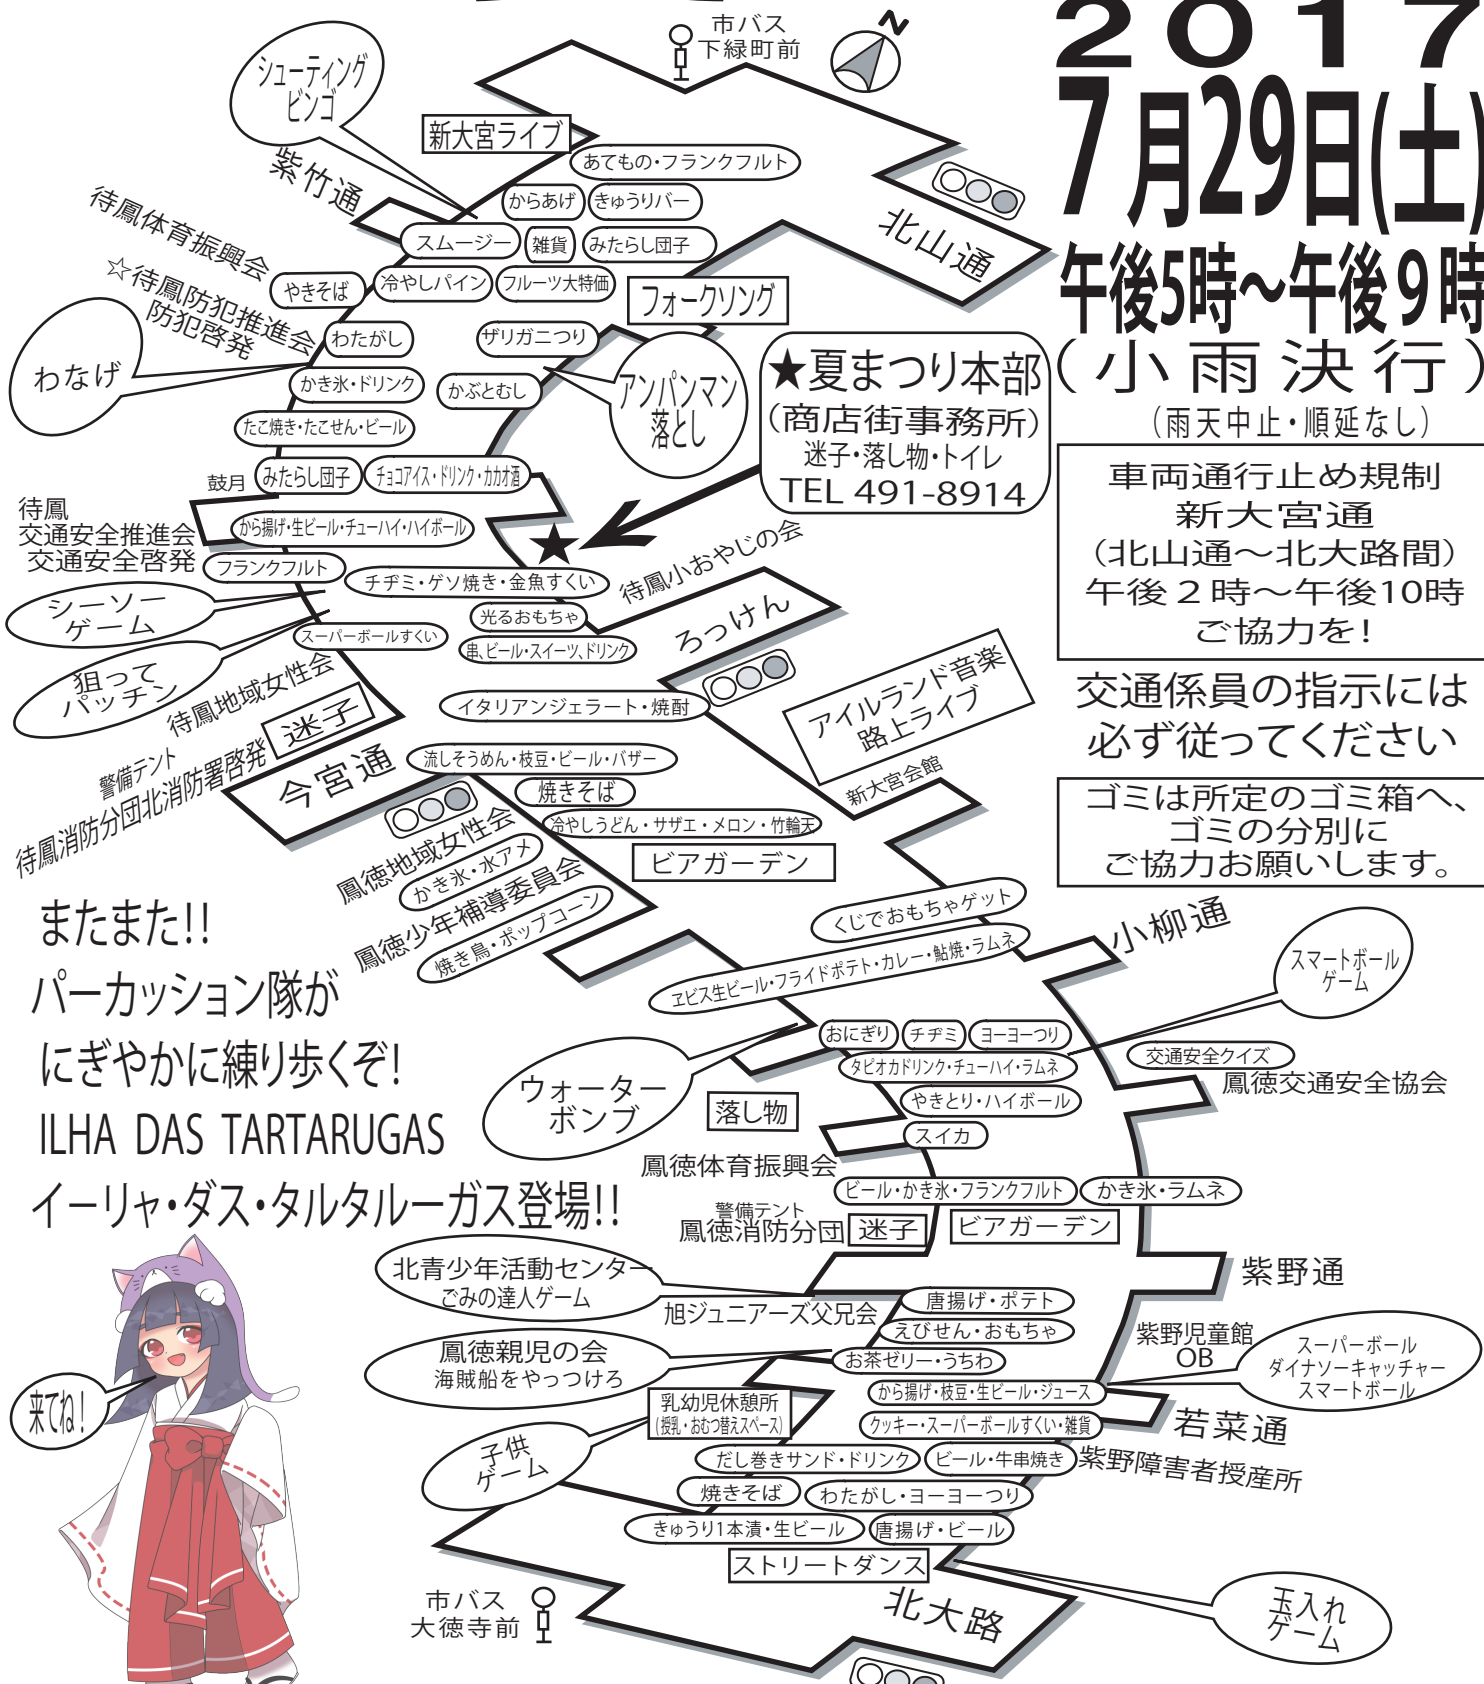 2017
7月29日(土)
午後5時～午後9時
(小雨決行)
(雨天中止・順延なし)
市バス
下緑町前
N
シューティング
ビンゴ
新大宮ライブ
紫竹通
あてもの・フランクフルト
からあげ
きゅうりバー
スムージー
雑貨
みたらし団子
北山通
待鳳体育振興会
☆待鳳防犯推進会
防犯啓発
やきそば
冷やしパイン
フルーツ大特価
フォークソング
わなげ
わたがし
ザリガニつり
かき氷・ドリンク
かぶとむし
アンパンマン
落とし
★夏まつり本部
(商店街事務所)
迷子・落し物・トイレ
TEL 491-8914
たこ焼き・たこせん・ビール
鼓月
みたらし団子
チョコアイス・ドリンク・カカオ酒
車両通行止め規制
新大宮通
(北山通～北大路間)
午後２時～午後10時
ご協力を!
待鳳
交通安全推進会
交通安全啓発
から揚げ・生ビール・チューハイ・ハイボール
フランクフルト
チヂミ・ゲソ焼き・金魚すくい
待鳳小おやじの会
シーソー
ゲーム
光るおもちゃ
スーパーボールすくい
串、ビール・スイーツ、ドリンク
ろっけん
狙って
パッチン
待鳳地域女性会
迷子
イタリアンジェラート・焼酎
アイルランド音楽
路上ライブ
新大宮会館
交通係員の指示には
必ず従ってください
警備テント
待鳳消防分団北消防署啓発
今宮通
流しそうめん・枝豆・ビール・バザー
焼きそば
冷やしうどん・サザエ・メロン・竹輪天
ビアガーデン
ゴミは所定のゴミ箱へ、
ゴミの分別に
ご協力お願いします。
鳳徳地域女性会
かき氷・水アメ
鳳徳少年補導委員会
焼き鳥・ポップコーン
またまた!!
パーカッション隊が
にぎやかに練り歩くぞ!
ILHA DAS TARTARUGAS
イーリャ・ダス・タルタルーガス登場!!
くじでおもちゃゲット
ヱビス生ビール・フライドポテト・カレー・鮎焼・ラムネ
小柳通
スマートボール
ゲーム
おにぎり
チヂミ
ヨーヨーつり
タピオカドリンク・チューハイ・ラムネ
交通安全クイズ
鳳徳交通安全協会
ウォーター
ボンブ
落し物
やきとり・ハイボール
スイカ
鳳徳体育振興会
ビール・かき氷・フランクフルト
かき氷・ラムネ
警備テント
鳳徳消防分団
迷子
ビアガーデン
紫野通
北青少年活動センター
ごみの達人ゲーム
旭ジュニアーズ父兄会
唐揚げ・ポテト
えびせん・おもちゃ
お茶ゼリー・うちわ
紫野児童館
OB
スーパーボール
ダイナソーキャッチャー
スマートボール
鳳徳親児の会
海賊船をやっつけろ
来てね!
乳幼児休憩所
(授乳・おむつ替えスペース)
から揚げ・枝豆・生ビール・ジュース
クッキー・スーパーボールすくい・雑貨
若菜通
子供
ゲーム
だし巻きサンド・ドリンク
ビール・牛串焼き
紫野障害者授産所
焼きそば
わたがし・ヨーヨーつり
きゅうり1本漬・生ビール
唐揚げ・ビール
ストリートダンス
市バス
大徳寺前
北大路
玉入れ
ゲーム